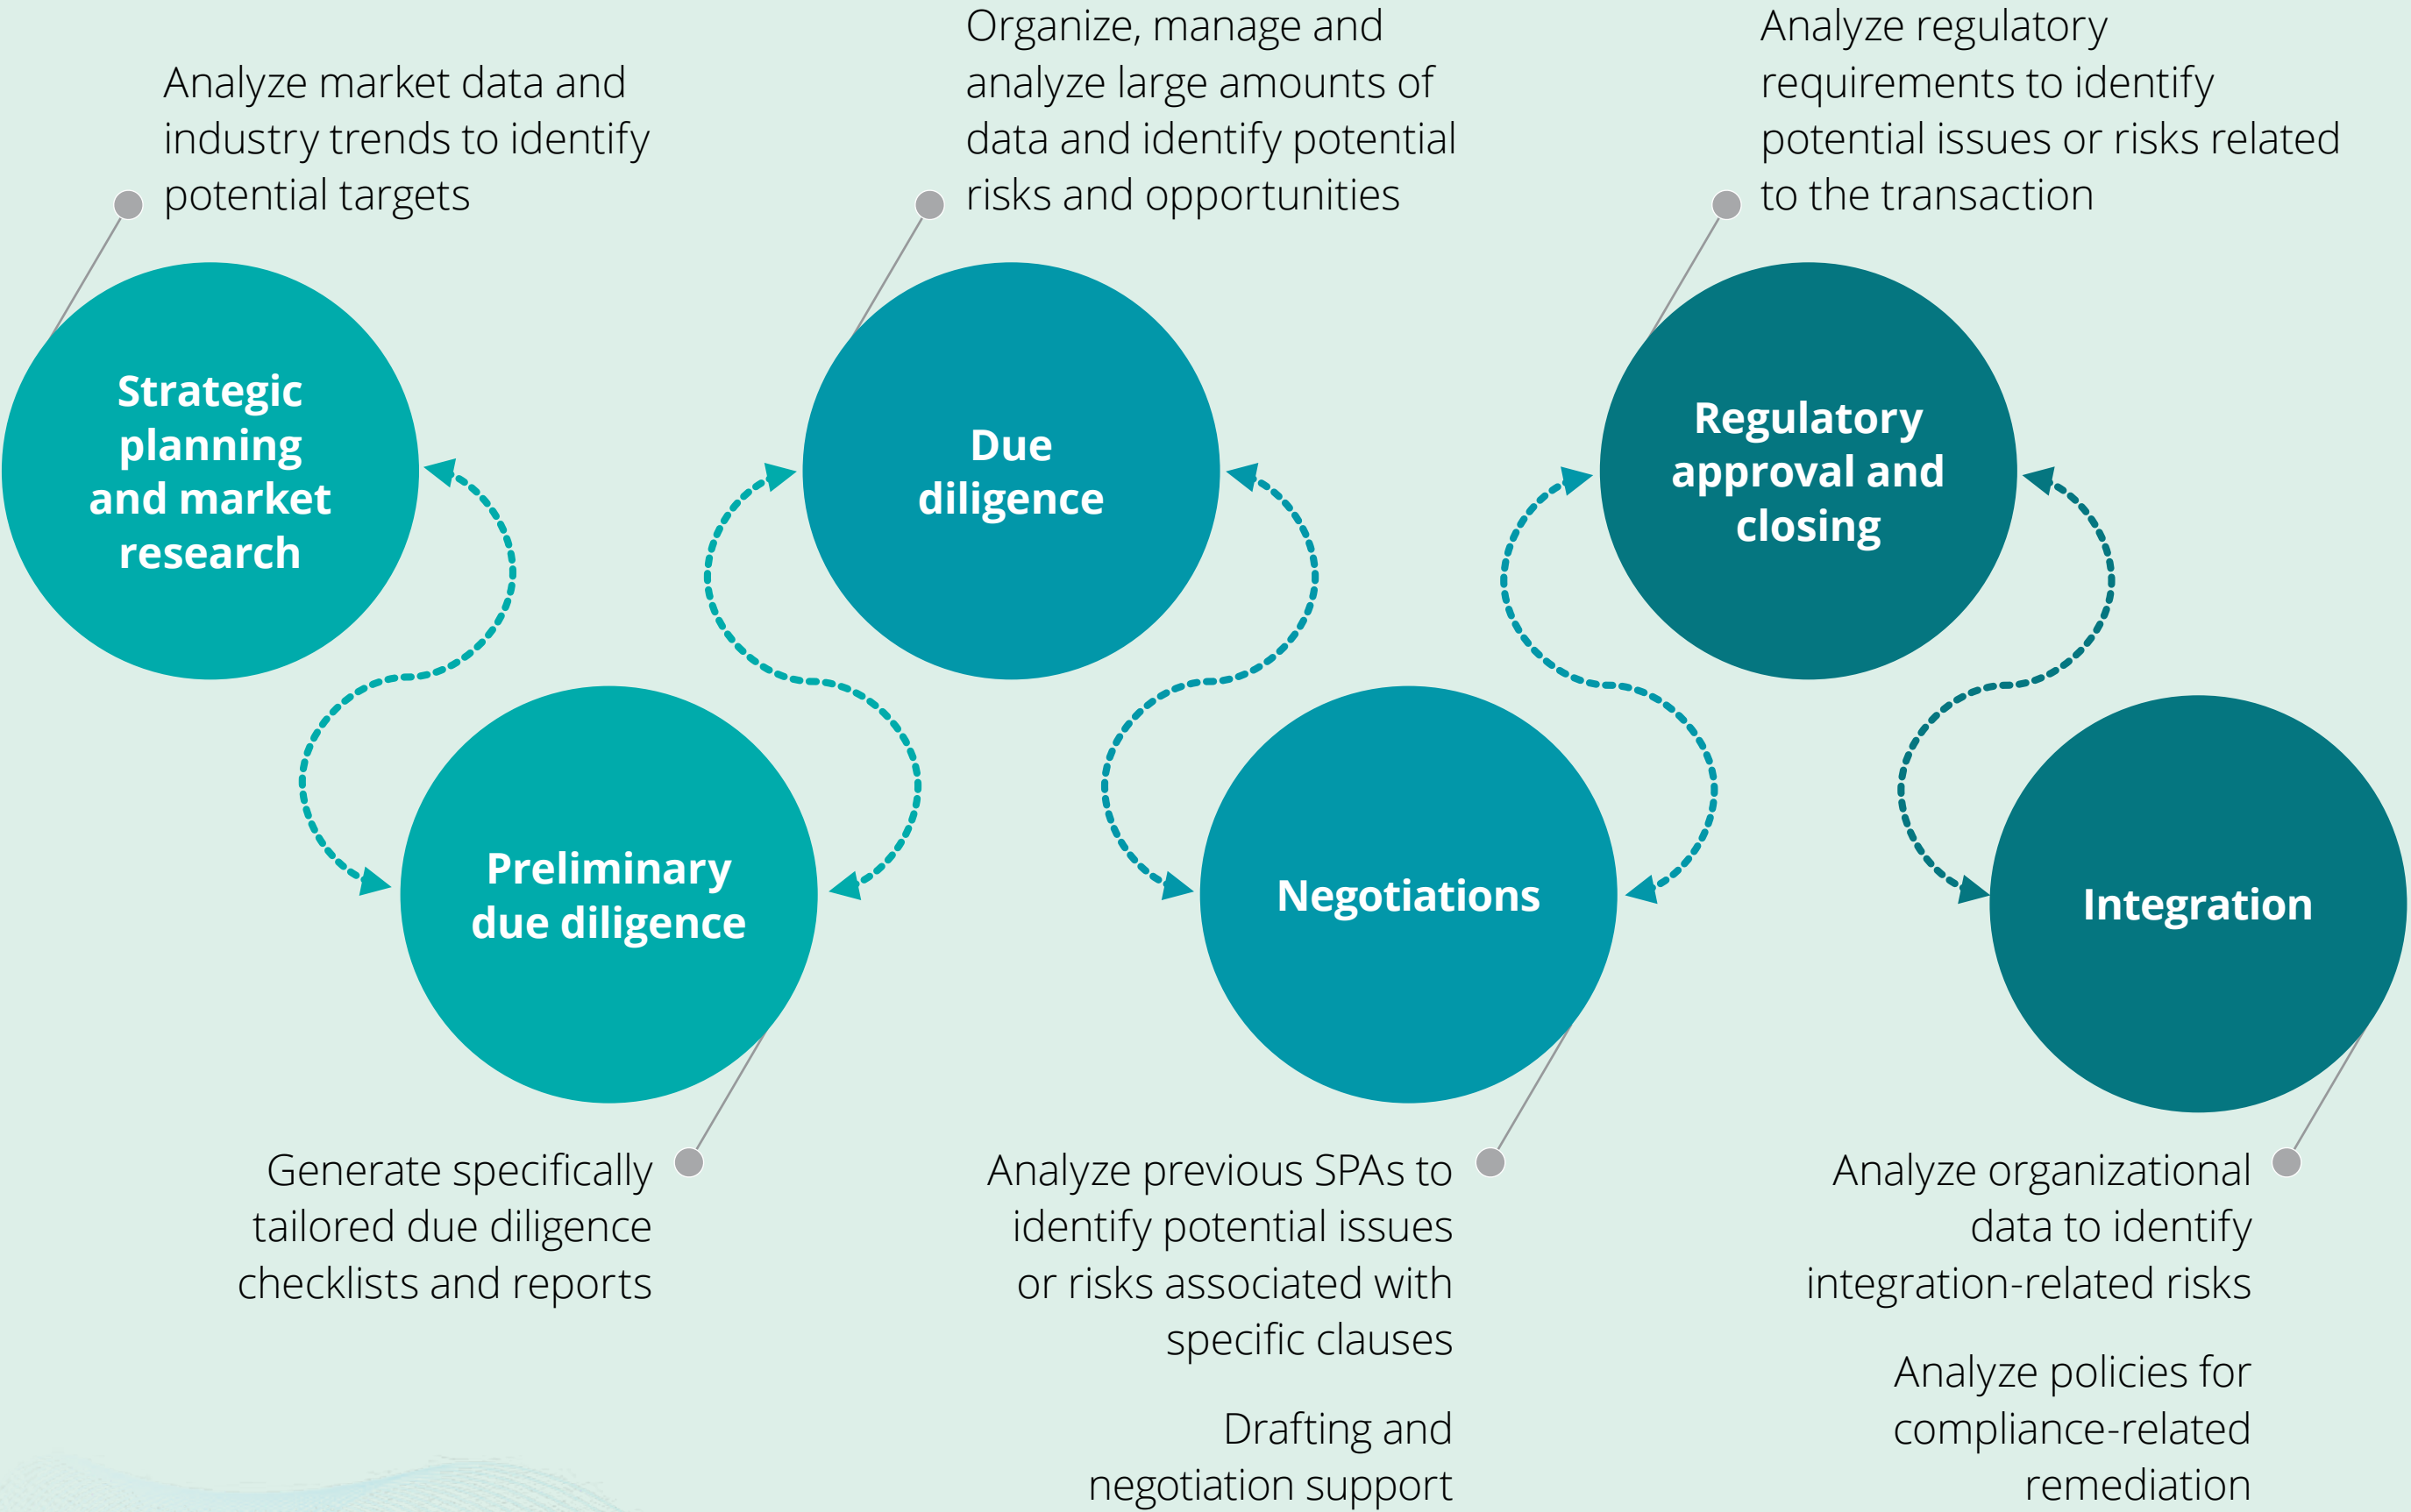 Analyze market data and
industry trends to identify
potential targets
Strategic
planning
and market
research
Generate specifically
tailored due diligence
checklists and reports
Preliminary
due diligence
Organize, manage and
analyze large amounts of
data and identify potential
risks and opportunities
Due
diligence
Analyze previous SPAs to
identify potential issues
or risks associated with
specific clauses
Drafting and
negotiation support
Negotiations
Analyze regulatory
requirements to identify
potential issues or risks related
to the transaction
Regulatory
approval and
closing
Analyze organizational
data to identify
integration-related risks
Analyze policies for
compliance-related
remediation
Integration